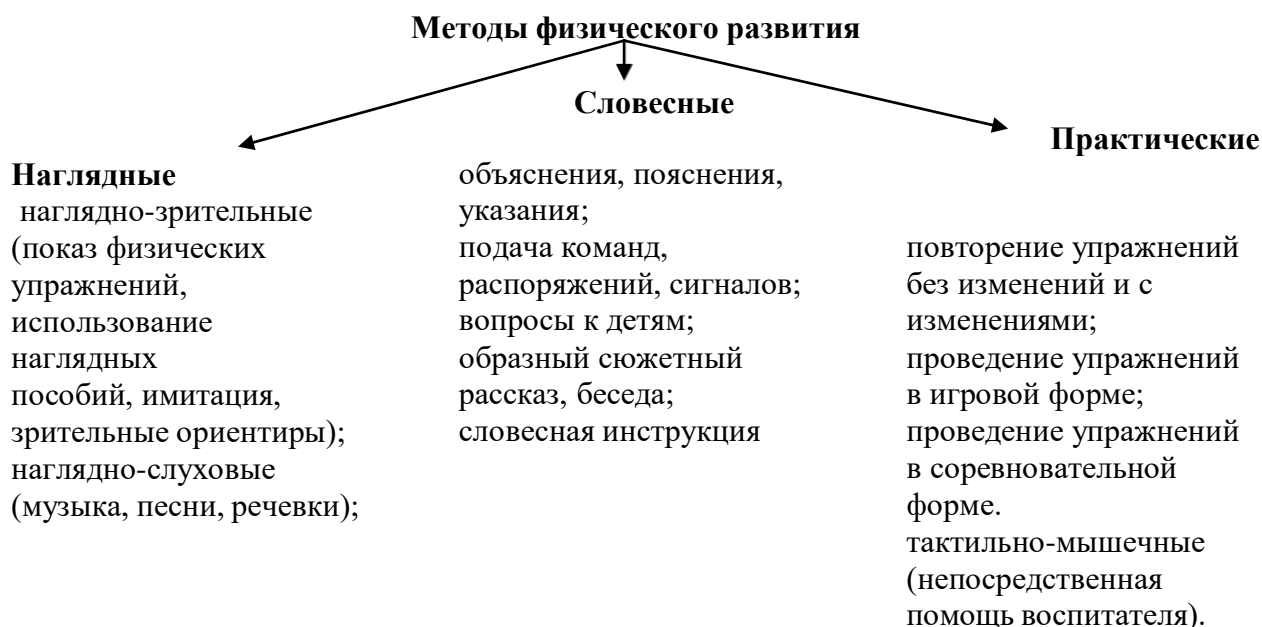 Методы физического развития
Словесные
Практические
Наглядные
наглядно-зрительные
(показ физических
упражнений,
использование
наглядных
пособий, имитация,
зрительные ориентиры);
наглядно-слуховые
(музыка, песни, речевки);
объяснения, пояснения,
указания;
подача команд,
распоряжений, сигналов;
вопросы к детям;
образный сюжетный
рассказ, беседа;
словесная инструкция
повторение упражнений
без изменений и с
изменениями;
проведение упражнений
в игровой форме;
проведение упражнений
в соревновательной
форме.
тактильно-мышечные
(непосредственная
помощь воспитателя).